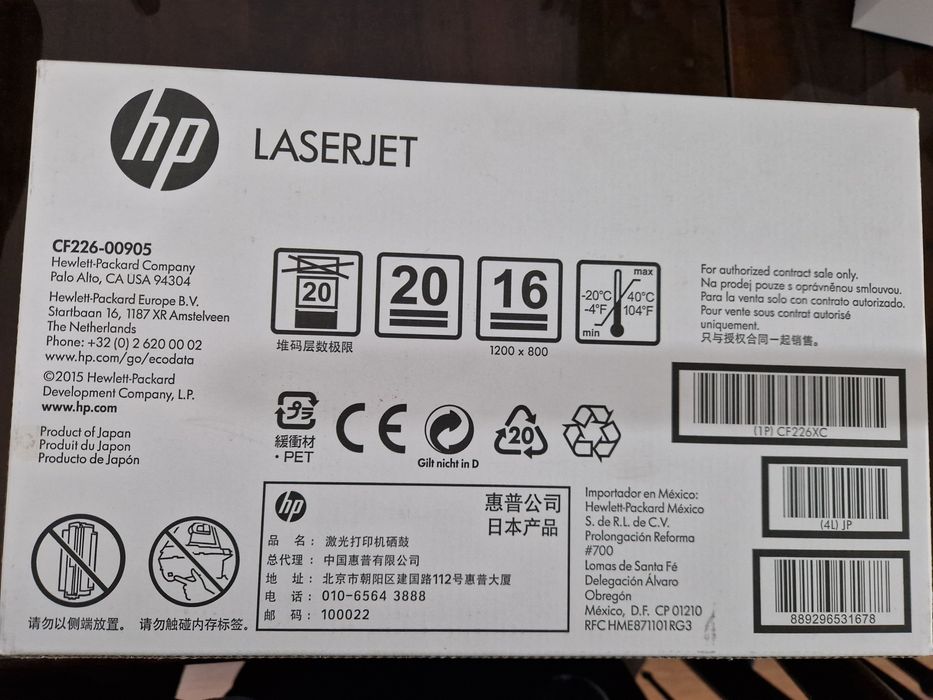 hp LASERJET
CF226-00905
Hewlett-Packard Company
Palo Alto, CA USA 94304
Hewlett-Packard Europe B.V.
Startbaan 16, 1187 XR Amstelveen
The Netherlands
Phone: +32 (0) 2 620 00 02
www.hp.com/go/ecodata
©2015 Hewlett-Packard
Development Company, L.P.
www.hp.com
Product of Japan
Produit du Japon
Producto de Japón
20
堆码层数极限
20
16
1200 x 800
max
-20°C
-4°F
40°C
104°F
min
For authorized contract sale only.
Na prodej pouze s oprávněnou smlouvou.
Para la venta solo con contrato autorizado.
Pour vente sous contrat autorisé
uniquement.
只与授权合同一起销售。
プラ
緩衝材
・PET
CE
Gilt nicht in D
20
(1P) CF226XC
(4L) JP
889296531678
请勿以侧端放置。
请勿触碰内存标签。
hp
惠普公司
日本产品
品 名： 激光打印机硒鼓
总代理： 中国惠普有限公司
地 址： 北京市朝阳区建国路112号惠普大厦
电 话： 010-6564 3888
邮 码： 100022
Importador en México:
Hewlett-Packard México
S. de R.L. de C.V.
Prolongación Reforma
#700
Lomas de Santa Fé
Delegación Álvaro
Obregón
México, D.F. CP 01210
RFC HME871101RG3